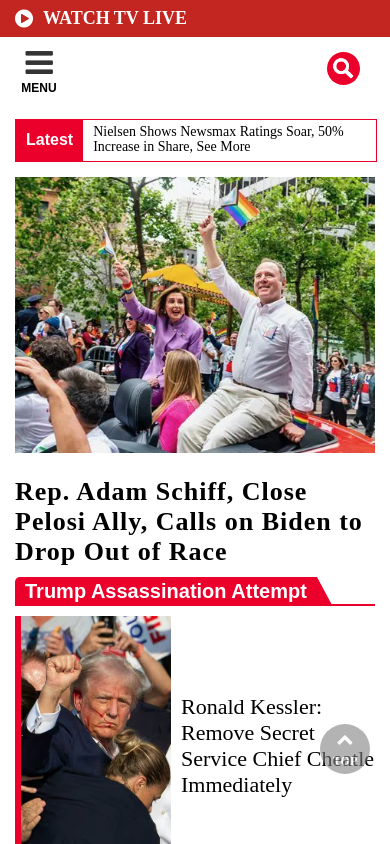 WATCH TV LIVE
MENU
Latest
Nielsen Shows Newsmax Ratings Soar, 50%
Increase in Share, See More
Rep. Adam Schiff, Close
Pelosi Ally, Calls on Biden to
Drop Out of Race
Trump Assassination Attempt
Ronald Kessler:
Remove Secret
Service Chief Cheatle
Immediately